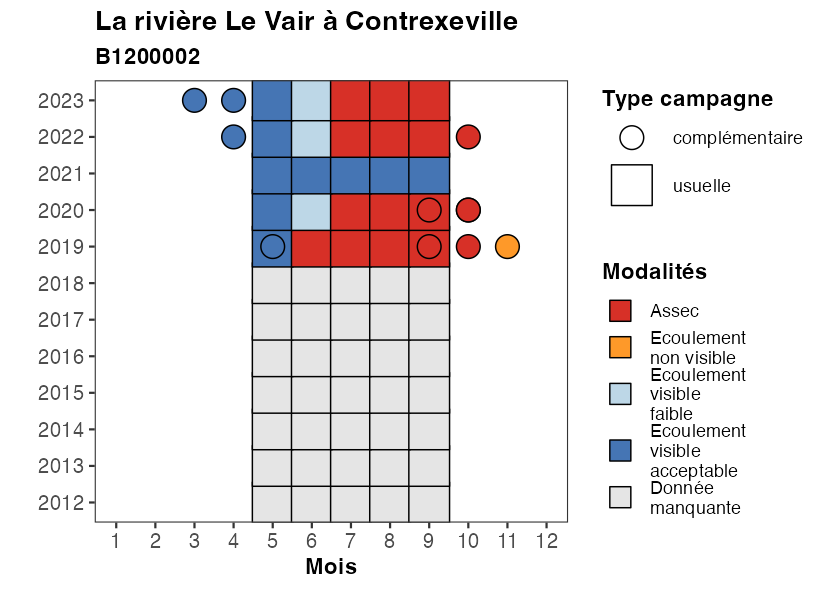 La rivière Le Vair à Contrexeville
B1200002
2023
2022
2021
2020
2019
2018
2017
2016
2015
2014
2013
2012
1 2 3 4 5 6 7 8 9 10 11 12
Mois
Type campagne
complémentaire
usuelle
Modalités
Assec
Ecoulement
non visible
Ecoulement
visible
faible
Ecoulement
visible
acceptable
Donnée
manquante